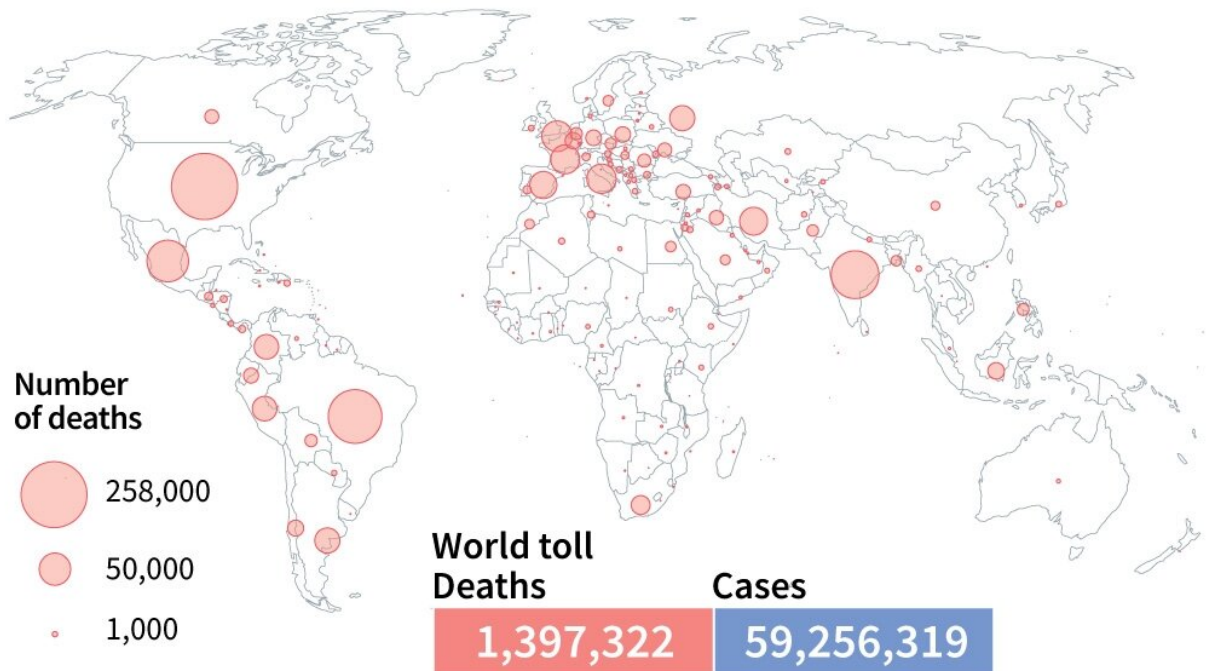 Number
of deaths
258,000
50,000
1,000
World toll
Deaths
Cases
1,397,322
59,256,319